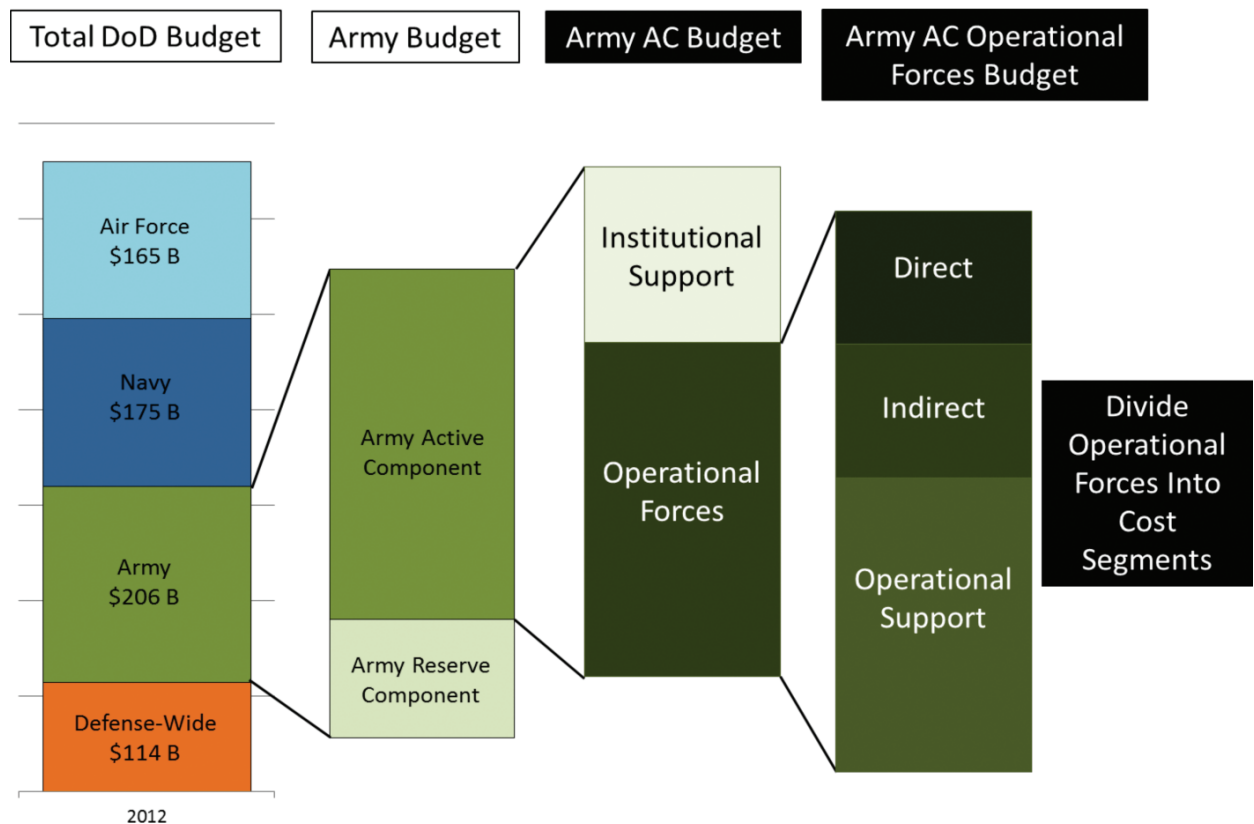 Total DoD Budget
Army Budget
Army AC Budget
Army AC Operational
Forces Budget
Air Force
$165 B
Navy
$175 B
Army
$206 B
Defense-Wide
$114 B
2012
Army Active
Component
Army Reserve
Component
Institutional
Support
Operational
Forces
Direct
Indirect
Operational
Support
Divide
Operational
Forces Into
Cost
Segments